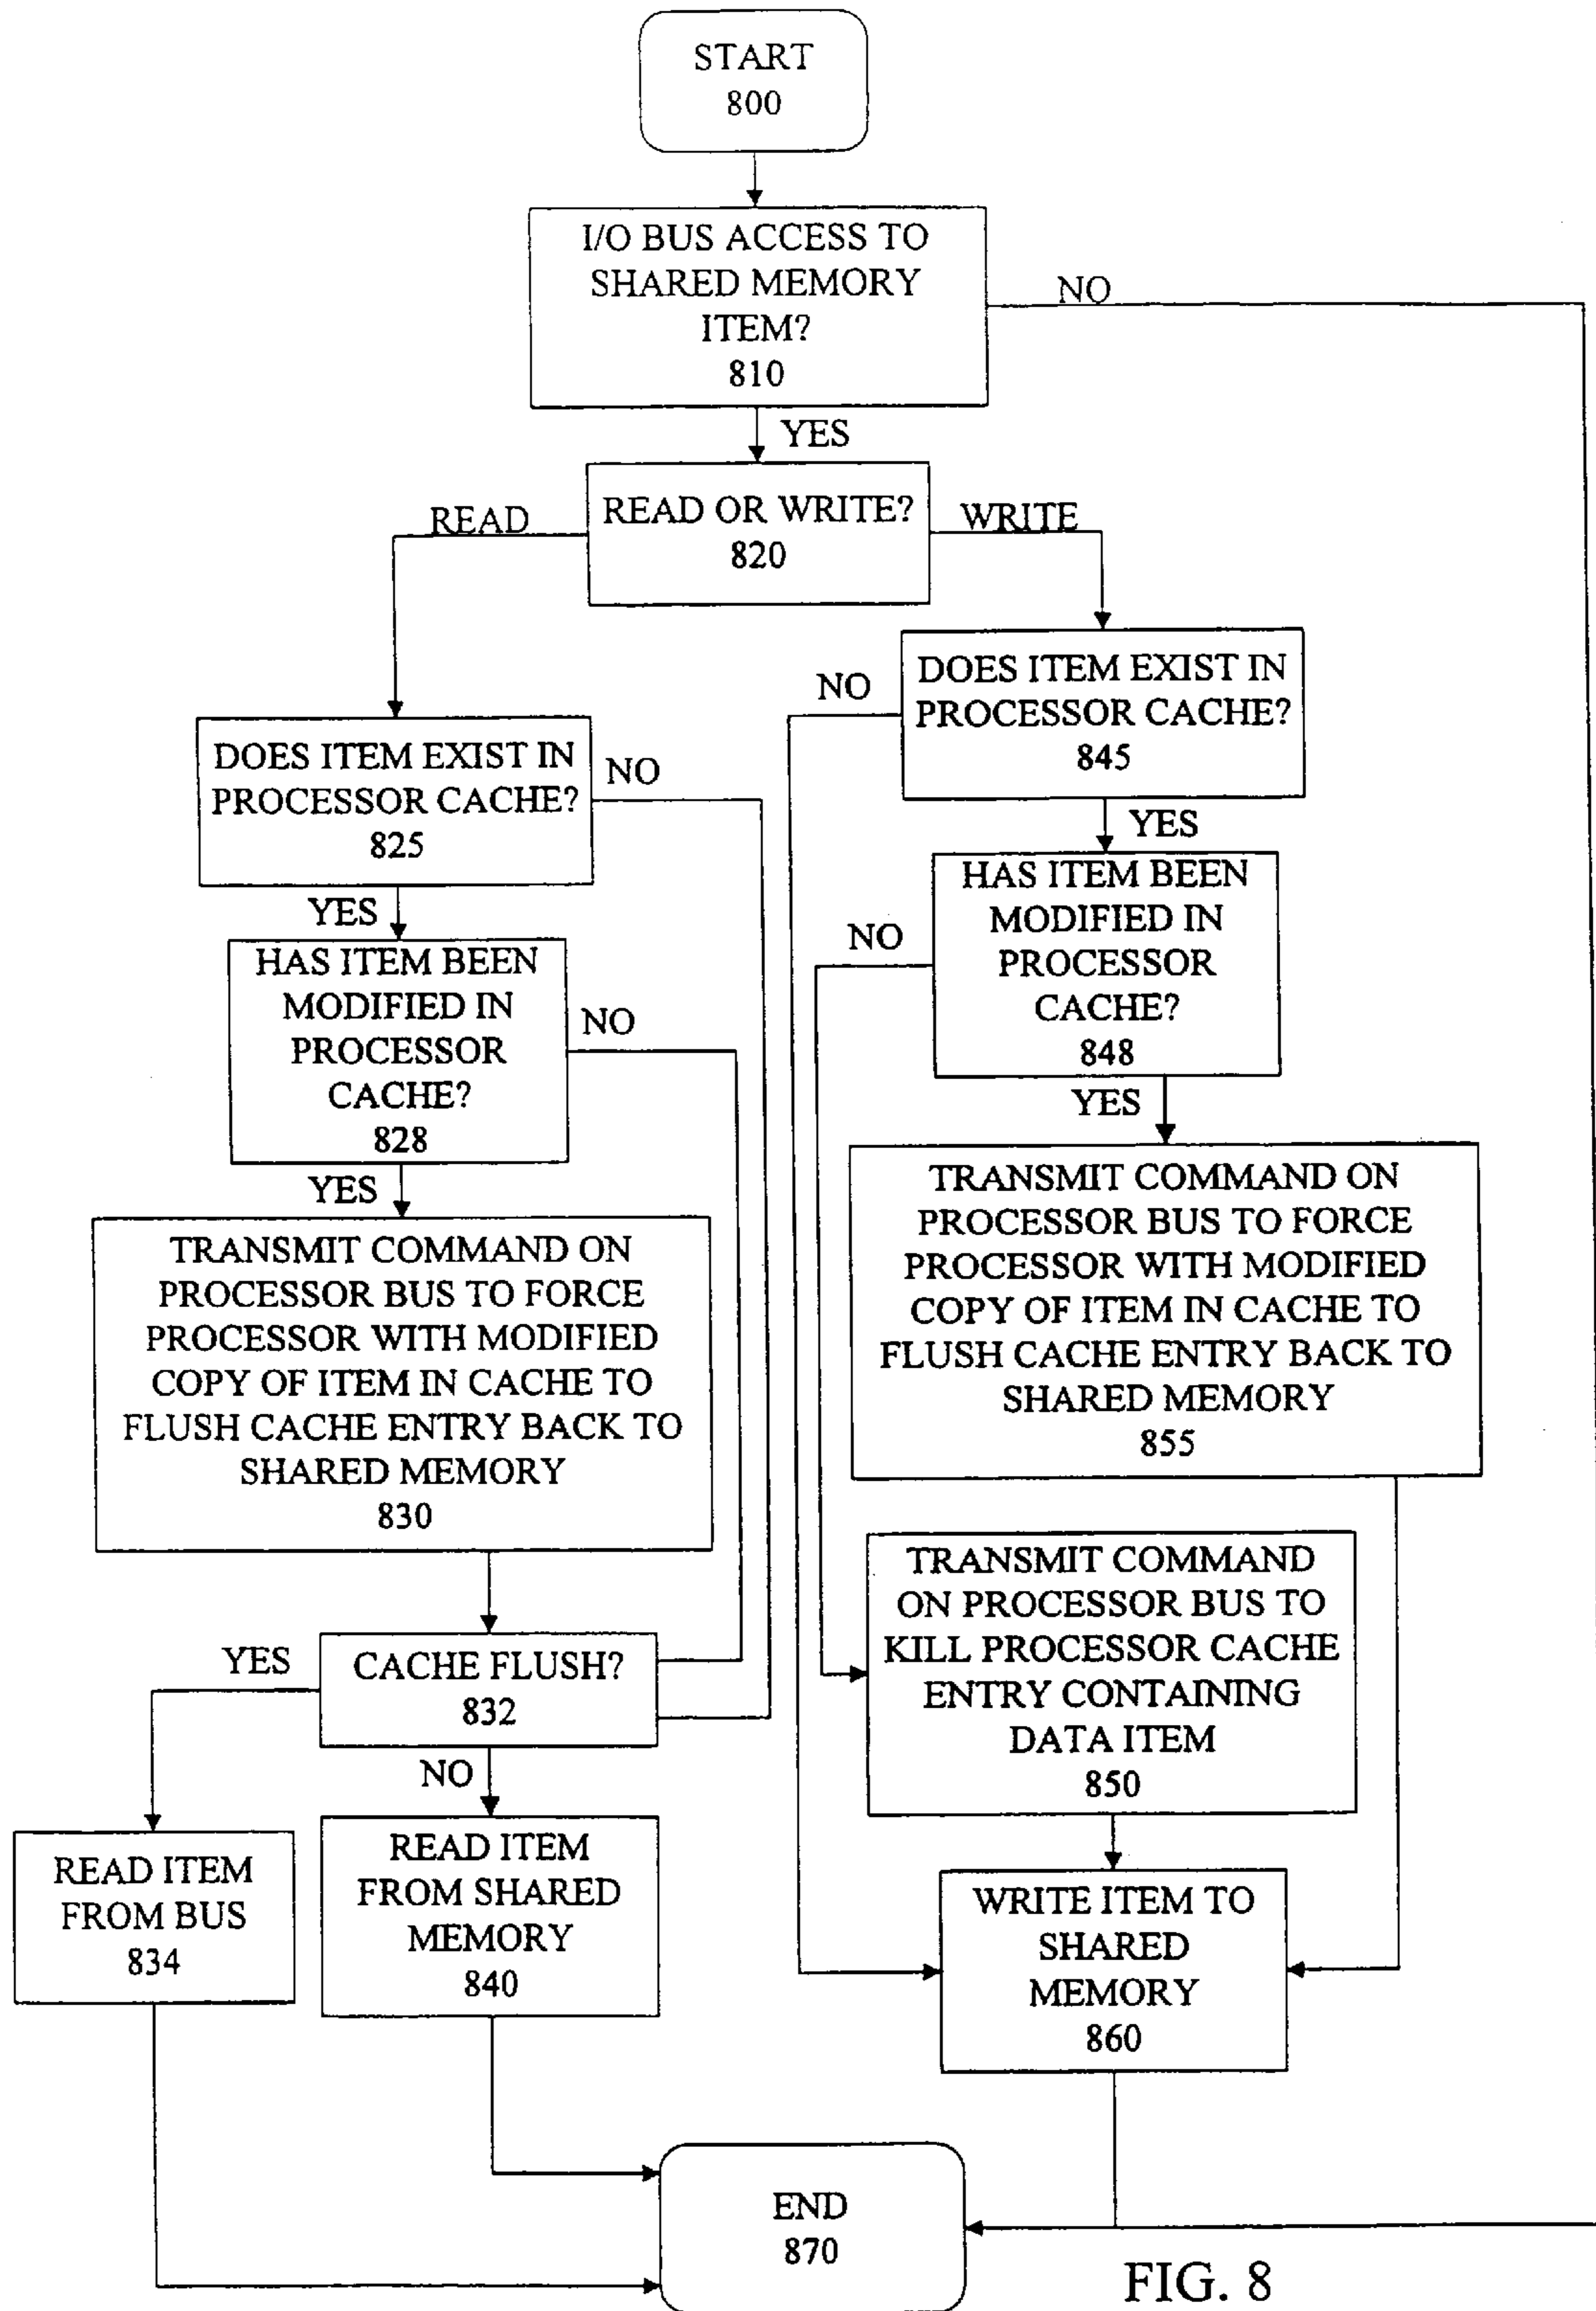 START
800
I/O BUS ACCESS TO
SHARED MEMORY
ITEM?
810
NO
YES
READ OR WRITE?
820
READ
WRITE
DOES ITEM EXIST IN
PROCESSOR CACHE?
845
NO
YES
DOES ITEM EXIST IN
PROCESSOR CACHE?
825
NO
YES
HAS ITEM BEEN
MODIFIED IN
PROCESSOR
CACHE?
848
NO
YES
HAS ITEM BEEN
MODIFIED IN
PROCESSOR
CACHE?
828
NO
YES
TRANSMIT COMMAND ON
PROCESSOR BUS TO FORCE
PROCESSOR WITH MODIFIED
COPY OF ITEM IN CACHE TO
FLUSH CACHE ENTRY BACK TO
SHARED MEMORY
855
TRANSMIT COMMAND ON
PROCESSOR BUS TO FORCE
PROCESSOR WITH MODIFIED
COPY OF ITEM IN CACHE TO
FLUSH CACHE ENTRY BACK TO
SHARED MEMORY
830
TRANSMIT COMMAND
ON PROCESSOR BUS TO
KILL PROCESSOR CACHE
ENTRY CONTAINING
DATA ITEM
850
CACHE FLUSH?
832
YES
NO
READ ITEM
FROM BUS
834
READ ITEM
FROM SHARED
MEMORY
840
WRITE ITEM TO
SHARED
MEMORY
860
END
870
FIG. 8